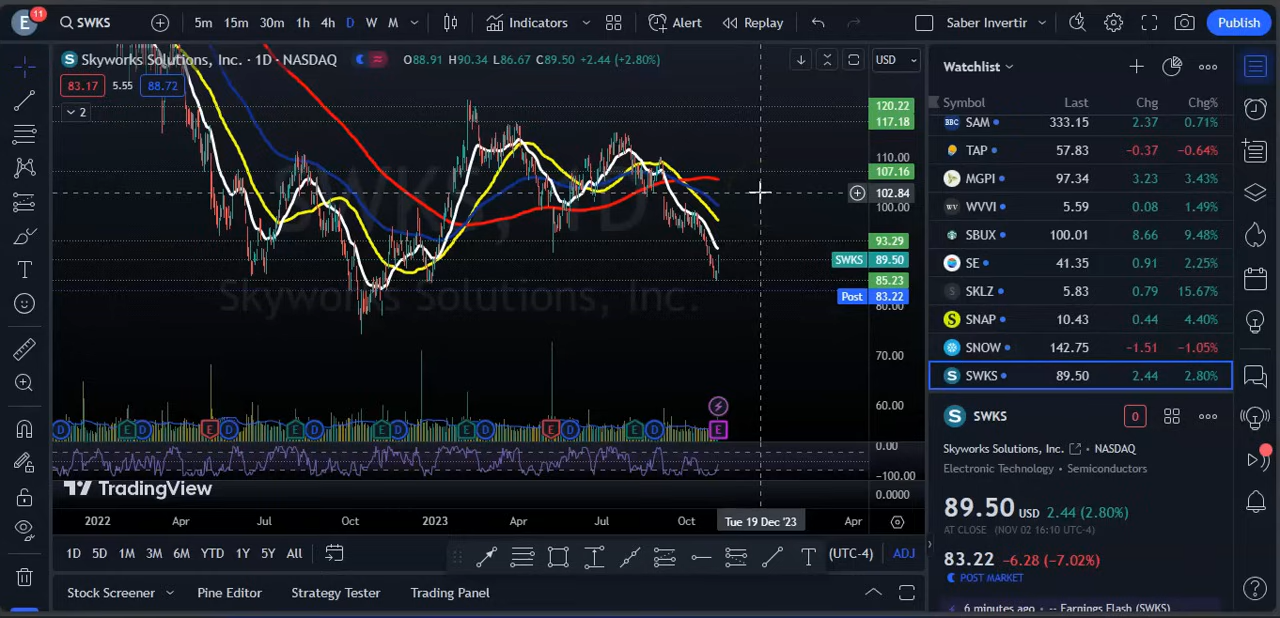 E 11 SWKS 5m 15m 30m 1h 4h D W M Indicators Alert Replay Saber Invertir Publish
S Skyworks Solutions, Inc. · 1D · NASDAQ O88.91 H90.34 L86.67 C89.50 +2.44 (+2.80%) USD
83.17 5.55 88.72
2
SWKS, 1D
Skyworks Solutions, Inc.
120.22
117.18
110.00
107.16
102.84
100.00
93.29
SWKS 89.50
85.23
Post 83.22
80.00
70.00
60.00
D E D E D E D E D E D E D E D E
0.00
−100.00
0.0000
TradingView
2022 Apr Jul Oct 2023 Apr Jul Oct Tue 19 Dec '23 Apr
1D 5D 1M 3M 6M YTD 1Y 5Y All (UTC-4) ADJ
Stock Screener Pine Editor Strategy Tester Trading Panel
Watchlist
Symbol Last Chg Chg%
BBC SAM 333.15 2.37 0.71%
TAP 57.83 −0.37 −0.64%
MGPI 97.34 3.23 3.43%
WV WVVI 5.59 0.08 1.49%
SBUX 100.01 8.66 9.48%
SE 41.35 0.91 2.25%
S SKLZ 5.83 0.79 15.67%
S SNAP 10.43 0.44 4.40%
SNOW 142.75 −1.51 −1.05%
S SWKS 89.50 2.44 2.80%
S SWKS 0
Skyworks Solutions, Inc. • NASDAQ
Electronic Technology • Semiconductors
89.50 USD 2.44 (2.80%)
AT CLOSE (NOV 02 16:10 UTC-4)
83.22 −6.28 (−7.02%)
POST MARKET
6 minutes ago · -- Earnings Flash (SWKS)